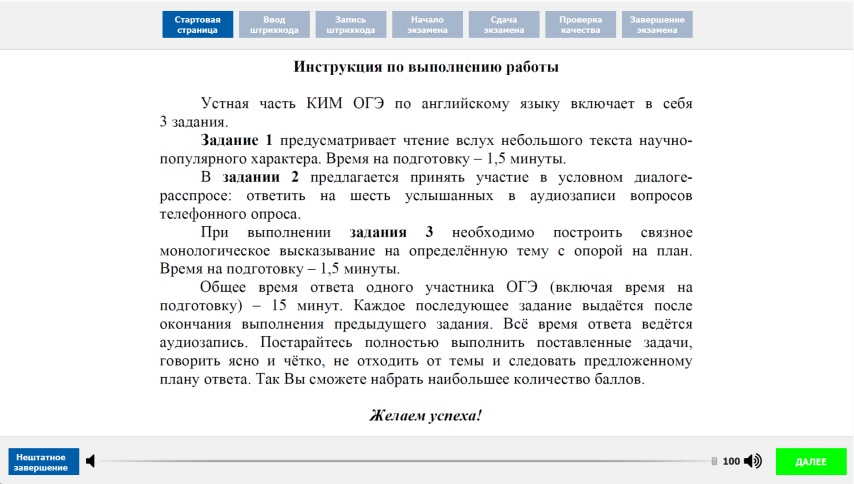 Стартовая страница
Ввод штрихкода
Запись штрихкода
Начало экзамена
Сдача экзамена
Проверка качества
Завершение экзамена
Инструкция по выполнению работы
Устная часть КИМ ОГЭ по английскому языку включает в себя
3 задания.
Задание 1 предусматривает чтение вслух небольшого текста научно-
популярного характера. Время на подготовку – 1,5 минуты.
В задании 2 предлагается принять участие в условном диалоге-
расспросе: ответить на шесть услышанных в аудиозаписи вопросов
телефонного опроса.
При выполнении задания 3 необходимо построить связное
монологическое высказывание на определённую тему с опорой на план.
Время на подготовку – 1,5 минуты.
Общее время ответа одного участника ОГЭ (включая время на
подготовку) – 15 минут. Каждое последующее задание выдаётся после
окончания выполнения предыдущего задания. Всё время ответа ведётся
аудиозапись. Постарайтесь полностью выполнить поставленные задачи,
говорить ясно и чётко, не отходить от темы и следовать предложенному
плану ответа. Так Вы сможете набрать наибольшее количество баллов.
Желаем успеха!
Нештатное
завершение
100
ДАЛЕЕ